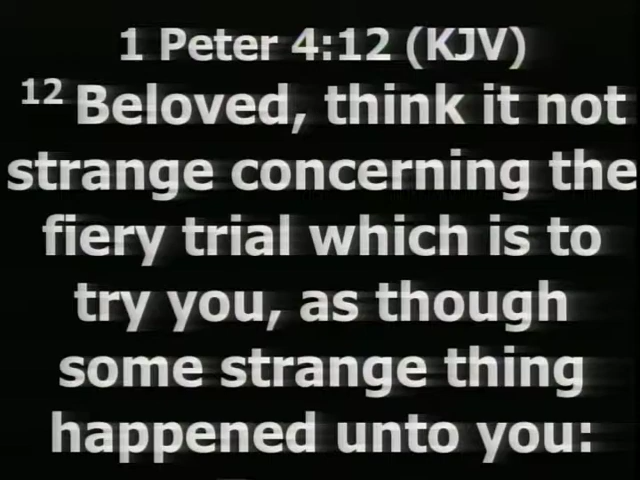 1 Peter 4:12 (KJV)
12 Beloved, think it not
strange concerning the
fiery trial which is to
try you, as though
some strange thing
happened unto you: